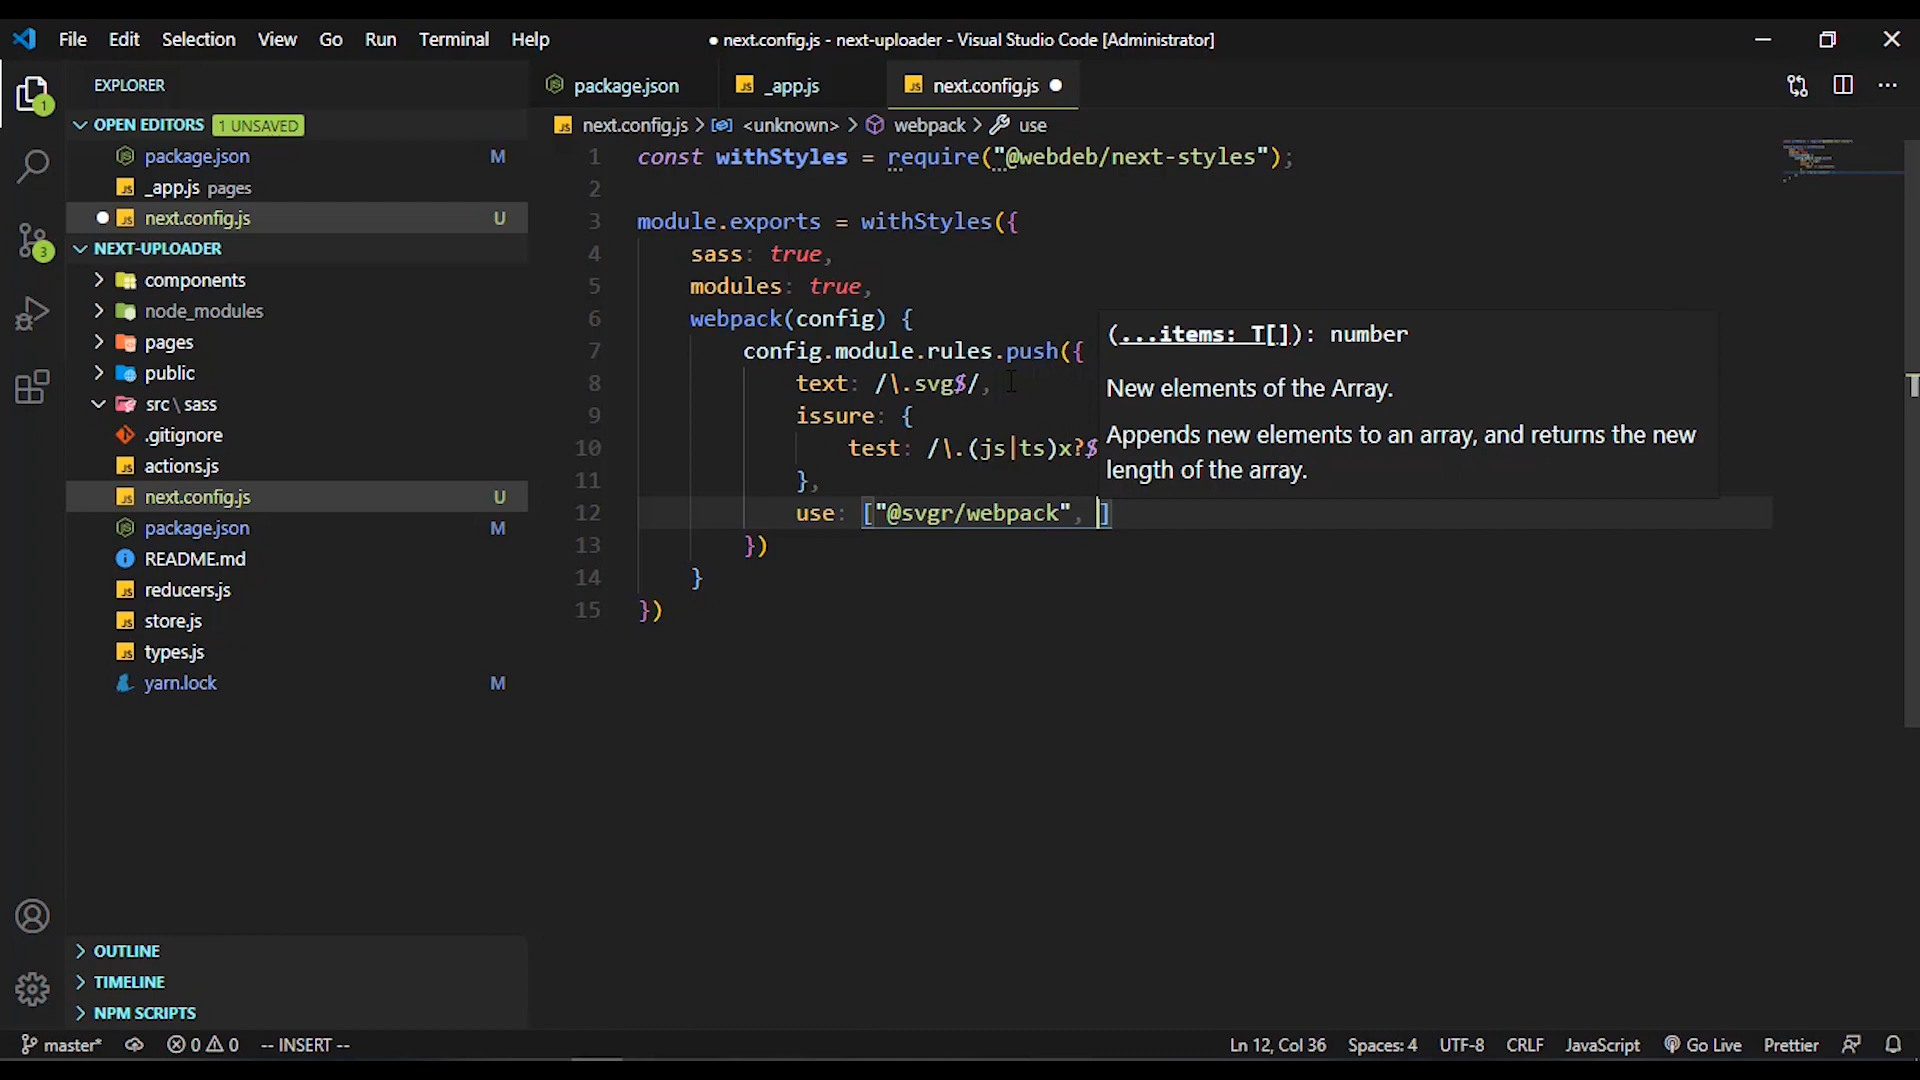 File Edit Selection View Go Run Terminal Help
● next.config.js - next-uploader - Visual Studio Code [Administrator]
EXPLORER
OPEN EDITORS 1 UNSAVED
package.json M
_app.js pages
next.config.js U
NEXT-UPLOADER
components
node_modules
pages
public
src \ sass
.gitignore
actions.js
next.config.js U
package.json M
README.md
reducers.js
store.js
types.js
yarn.lock M
OUTLINE
TIMELINE
NPM SCRIPTS
1
3
package.json _app.js next.config.js
next.config.js > <unknown> > webpack > use
1 const withStyles = require("@webdeb/next-styles");
2
3 module.exports = withStyles({
4 sass: true,
5 modules: true,
6 webpack(config) {
7 config.module.rules.push({
8 text: /\.svg$/,
9 issure: {
10 test: /\.(js|ts)x?$
11 },
12 use: ["@svgr/webpack", ]
13 })
14 }
15 })
(...items: T[]): number
New elements of the Array.
Appends new elements to an array, and returns the new
length of the array.
master* 0 0 -- INSERT --
Ln 12, Col 36 Spaces: 4 UTF-8 CRLF JavaScript Go Live Prettier